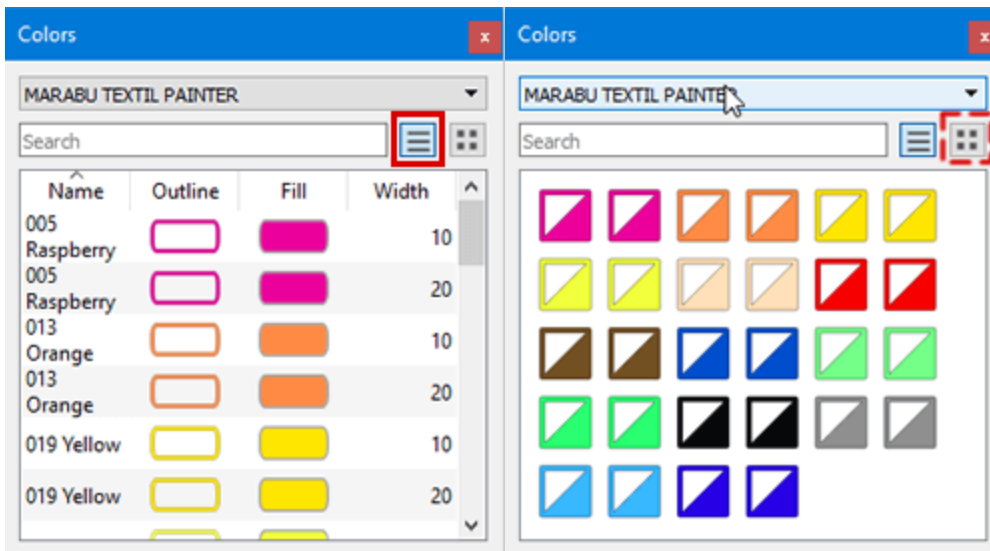 Colors
x
MARABU TEXTIL PAINTER
Search
Name Outline Fill Width
005
Raspberry
10
005
Raspberry
20
013
Orange
10
013
Orange
20
019 Yellow 10
019 Yellow 20
Colors
x
MARABU TEXTIL PAINTER
Search